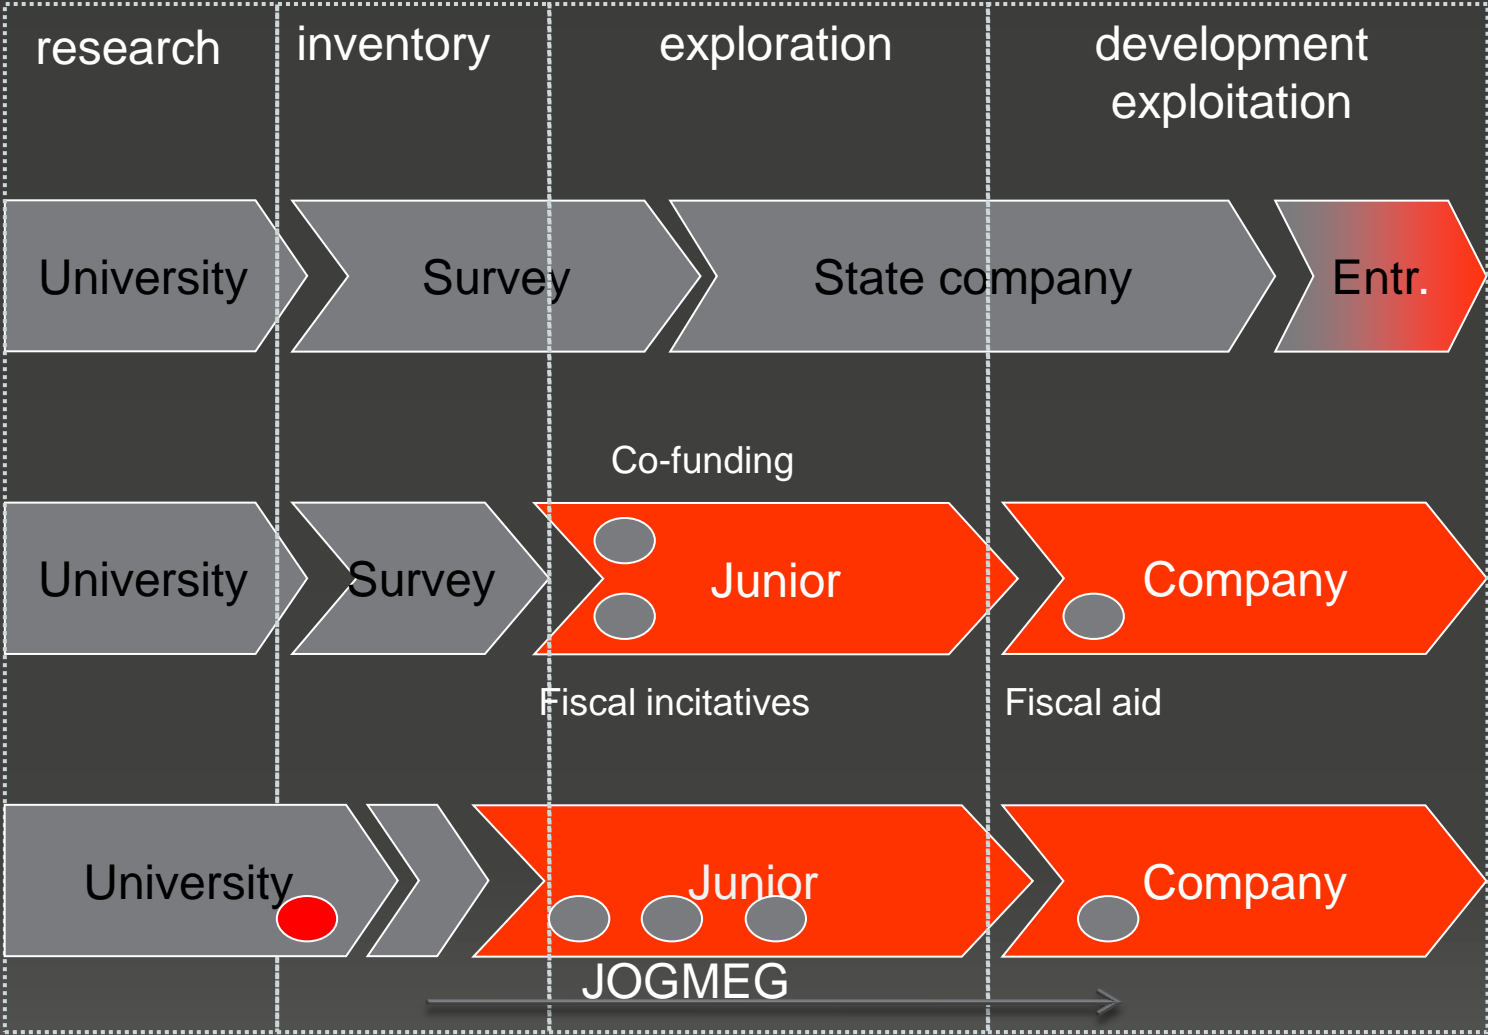 research
inventory
exploration
development
exploitation
University
Survey
State company
Entr.
Co-funding
University
Survey
Junior
Company
Fiscal incitatives
Fiscal aid
University
Junior
Company
JOGMEG